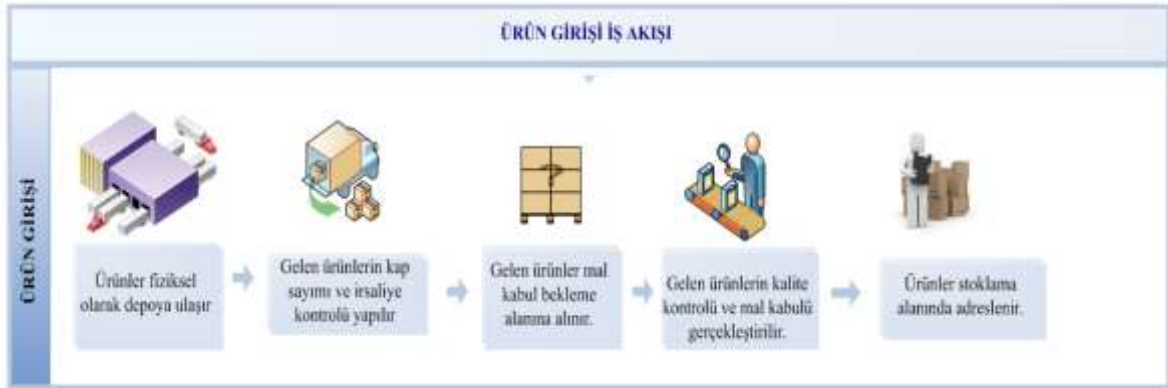 ÜRÜN GİRİŞİ İŞ AKIŞI
ÜRÜN GİRİŞİ
Ürünler fiziksel
olarak depoya ulaşır
Gelen ürünlerin kap
sayımı ve irsaliye
kontrolü yapılır
Gelen ürünler mal
kabul bekleme
alanına alınır.
Gelen ürünlerin kalite
kontrolü ve mal kabulü
gerçekleştirilir.
Ürünler stoklama
alanında adreslenir.